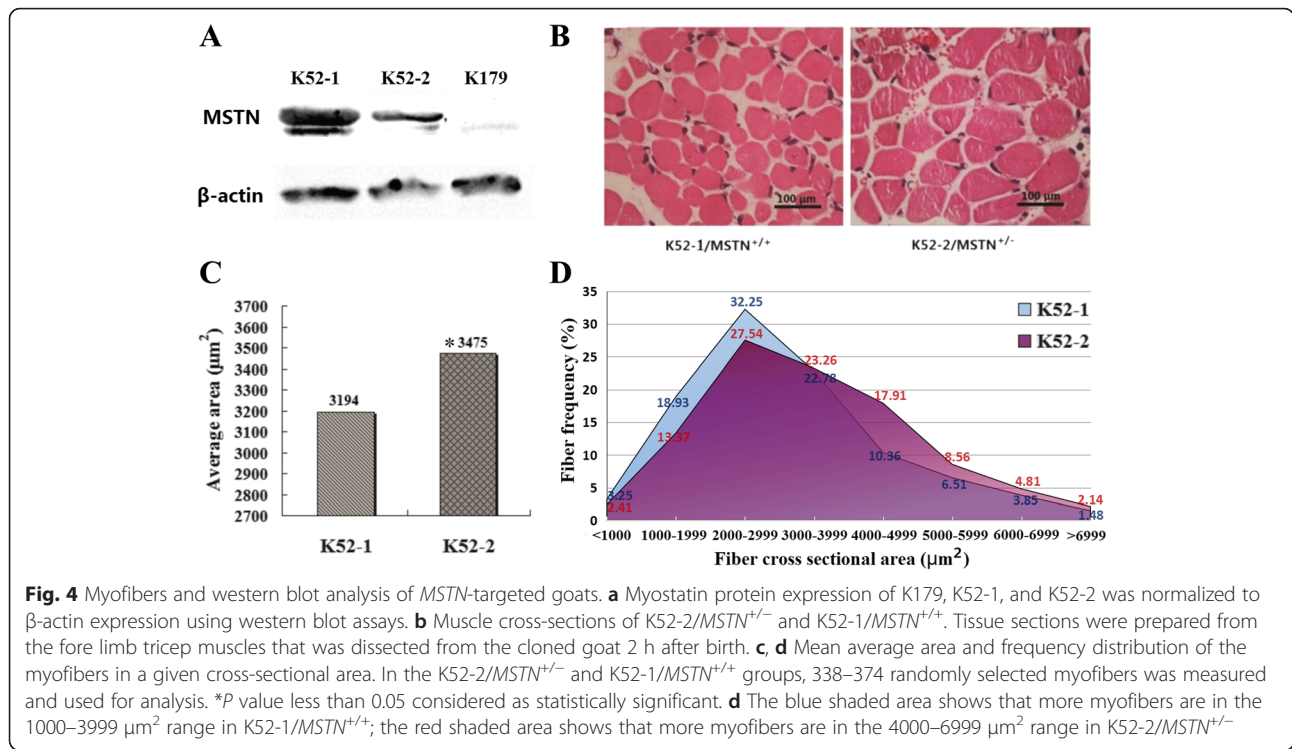 A
K52-1 K52-2 K179
MSTN
β-actin
B
100 µm
100 µm
K52-1/MSTN+/+
K52-2/MSTN+/-
C
Average area (µm²)
3700
3600
3500
3400
3300
3200
3100
3000
2900
2800
2700
3194
*3475
K52-1
K52-2
D
Fiber frequency (%)
35
30
25
20
15
10
5
0
32.25
27.54
18.93
13.37
3.25
2.41
23.26
22.78
17.91
10.36
8.56
6.51
4.81
3.85
2.14
1.48
K52-1
K52-2
<1000 1000-1999 2000-2999 3000-3999 4000-4999 5000-5999 6000-6999 >6999
Fiber cross sectional area (µm²)
Fig. 4 Myofibers and western blot analysis of MSTN-targeted goats. a Myostatin protein expression of K179, K52-1, and K52-2 was normalized to
β-actin expression using western blot assays. b Muscle cross-sections of K52-2/MSTN+/− and K52-1/MSTN+/+. Tissue sections were prepared from
the fore limb tricep muscles that was dissected from the cloned goat 2 h after birth. c, d Mean average area and frequency distribution of the
myofibers in a given cross-sectional area. In the K52-2/MSTN+/− and K52-1/MSTN+/+ groups, 338–374 randomly selected myofibers was measured
and used for analysis. *P value less than 0.05 considered as statistically significant. d The blue shaded area shows that more myofibers are in the
1000–3999 µm² range in K52-1/MSTN+/+; the red shaded area shows that more myofibers are in the 4000–6999 µm² range in K52-2/MSTN+/−